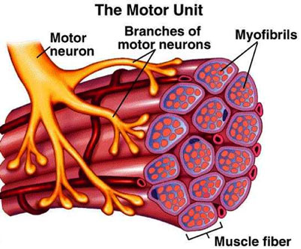 The Motor Unit
Motor
neuron
Branches of
motor neurons
Myofibrils
Muscle fiber